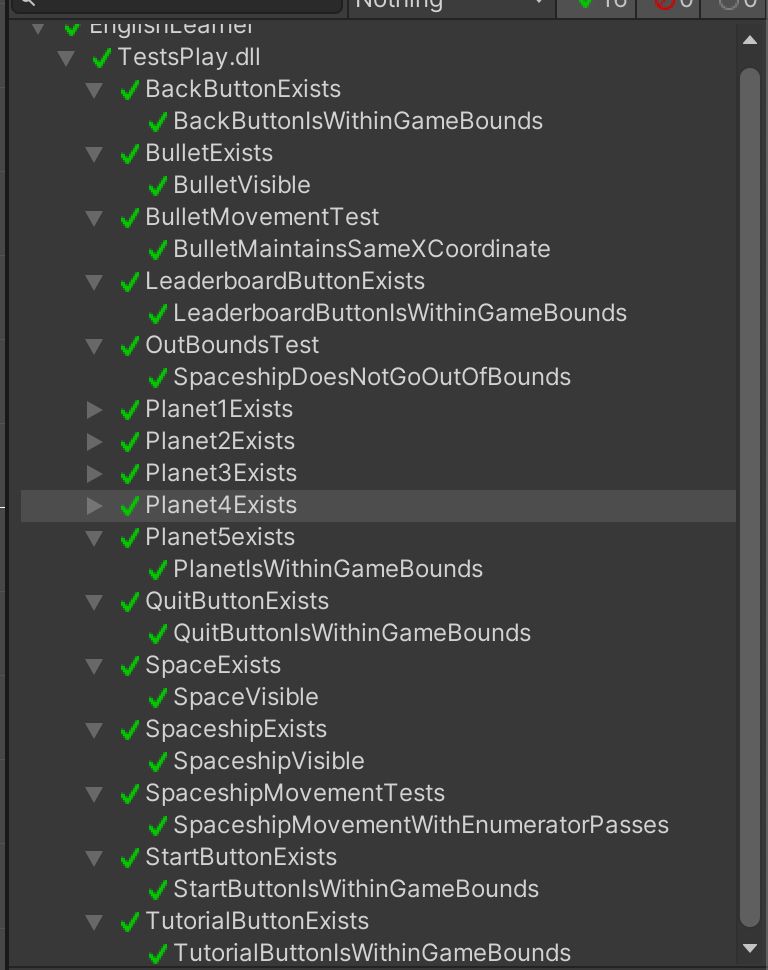 Nothing 16 0 0
EnglishLearner
TestsPlay.dll
BackButtonExists
BackButtonIsWithinGameBounds
BulletExists
BulletVisible
BulletMovementTest
BulletMaintainsSameXCoordinate
LeaderboardButtonExists
LeaderboardButtonIsWithinGameBounds
OutBoundsTest
SpaceshipDoesNotGoOutOfBounds
Planet1Exists
Planet2Exists
Planet3Exists
Planet4Exists
Planet5exists
PlanetIsWithinGameBounds
QuitButtonExists
QuitButtonIsWithinGameBounds
SpaceExists
SpaceVisible
SpaceshipExists
SpaceshipVisible
SpaceshipMovementTests
SpaceshipMovementWithEnumeratorPasses
StartButtonExists
StartButtonIsWithinGameBounds
TutorialButtonExists
TutorialButtonIsWithinGameBounds